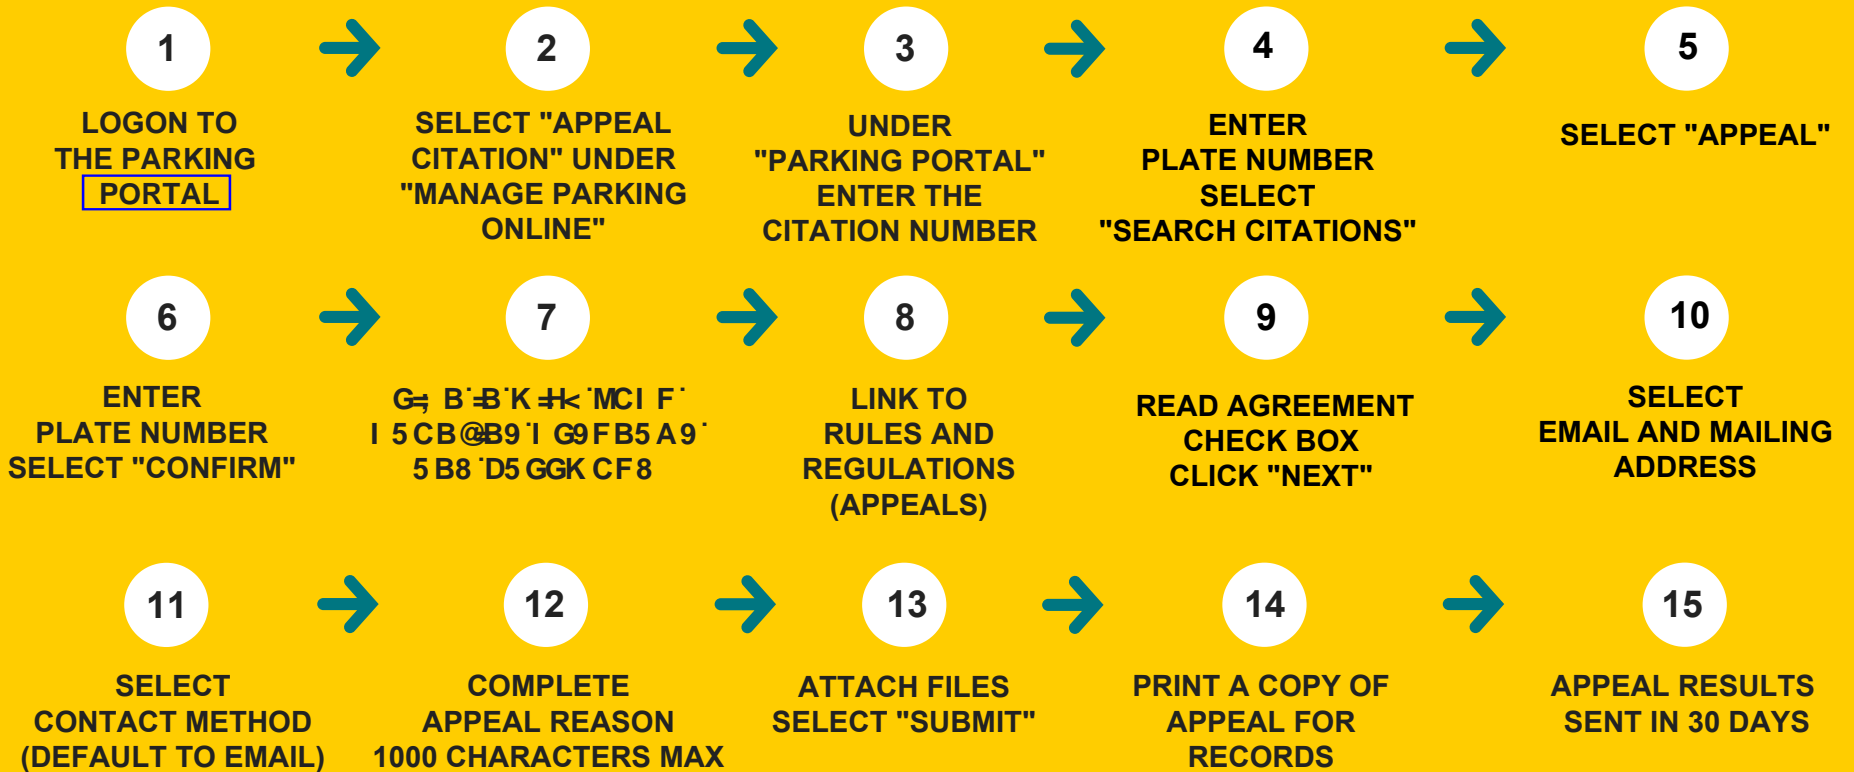 1
LOGON TO
THE PARKING
PORTAL
2
SELECT "APPEAL
CITATION" UNDER
"MANAGE PARKING
ONLINE"
3
UNDER
"PARKING PORTAL"
ENTER THE
CITATION NUMBER
4
ENTER
PLATE NUMBER
SELECT
"SEARCH CITATIONS"
5
SELECT "APPEAL"
6
ENTER
PLATE NUMBER
SELECT "CONFIRM"
7
8
LINK TO
RULES AND
REGULATIONS
(APPEALS)
9
READ AGREEMENT
CHECK BOX
CLICK "NEXT"
10
SELECT
EMAIL AND MAILING
ADDRESS
11
SELECT
CONTACT METHOD
(DEFAULT TO EMAIL)
12
COMPLETE
APPEAL REASON
1000 CHARACTERS MAX
13
ATTACH FILES
SELECT "SUBMIT"
14
PRINT A COPY OF
APPEAL FOR
RECORDS
15
APPEAL RESULTS
SENT IN 30 DAYS